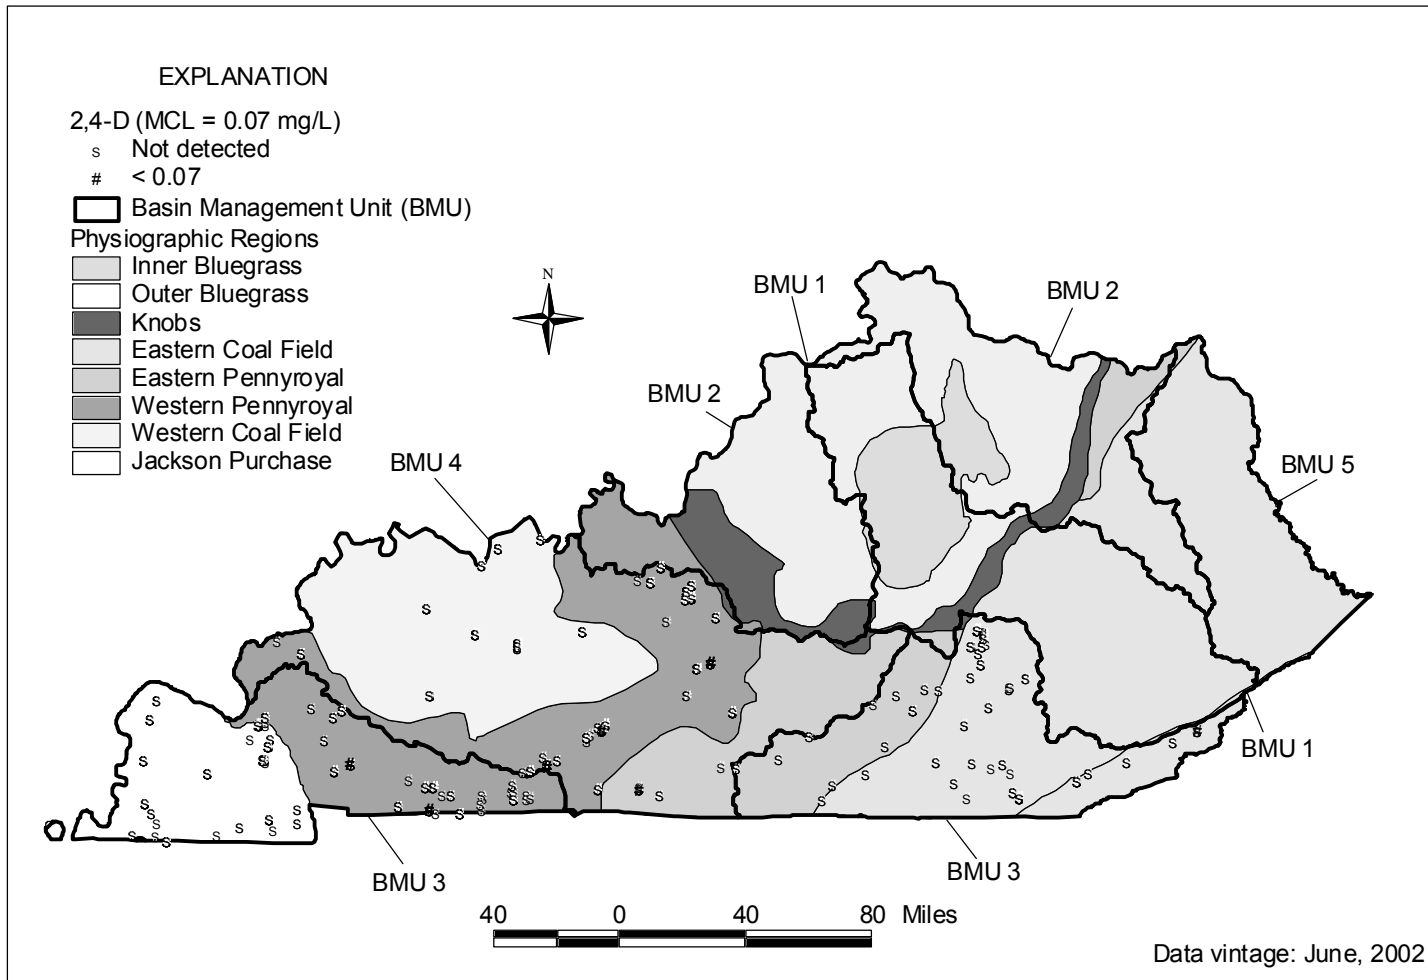 EXPLANATION
2,4-D (MCL = 0.07 mg/L)
s Not detected
# < 0.07
Basin Management Unit (BMU)
Physiographic Regions
Inner Bluegrass
Outer Bluegrass
Knobs
Eastern Coal Field
Eastern Pennyroyal
Western Pennyroyal
Western Coal Field
Jackson Purchase
N
BMU 1
BMU 2
BMU 2
BMU 4
BMU 5
BMU 1
BMU 3
BMU 3
40 0 40 80 Miles
Data vintage: June, 2002